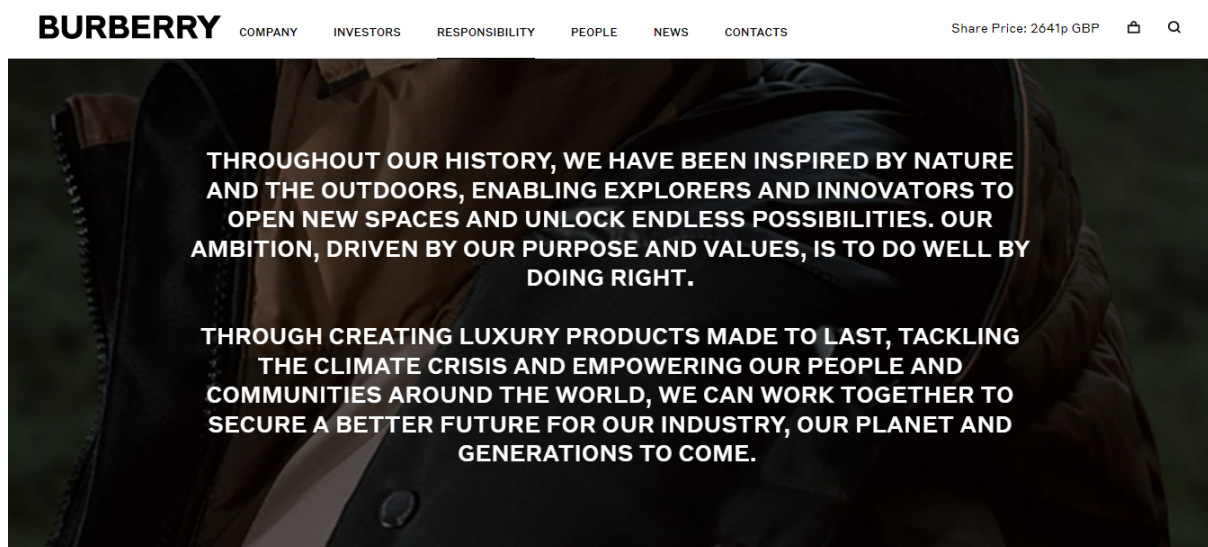 BURBERRY COMPANY INVESTORS RESPONSIBILITY PEOPLE NEWS CONTACTS Share Price: 2641p GBP
THROUGHOUT OUR HISTORY, WE HAVE BEEN INSPIRED BY NATURE
AND THE OUTDOORS, ENABLING EXPLORERS AND INNOVATORS TO
OPEN NEW SPACES AND UNLOCK ENDLESS POSSIBILITIES. OUR
AMBITION, DRIVEN BY OUR PURPOSE AND VALUES, IS TO DO WELL BY
DOING RIGHT.
THROUGH CREATING LUXURY PRODUCTS MADE TO LAST, TACKLING
THE CLIMATE CRISIS AND EMPOWERING OUR PEOPLE AND
COMMUNITIES AROUND THE WORLD, WE CAN WORK TOGETHER TO
SECURE A BETTER FUTURE FOR OUR INDUSTRY, OUR PLANET AND
GENERATIONS TO COME.